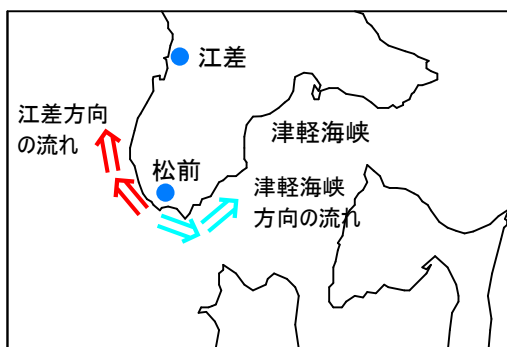 江差
江差方向
の流れ
津軽海峡
松前
津軽海峡
方向の流れ